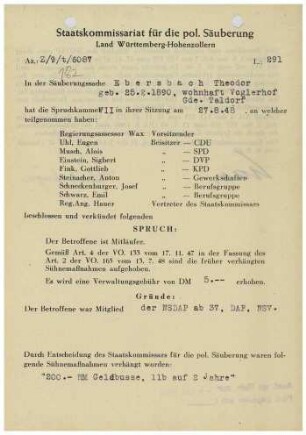 Staatskommissariat für die pol. Säuberung
Land Württemberg-Hohenzollern
Az.: Z/9/t/6087
L.: 291
In der Säuberungssache Ebersbach Theodor
geb. 25.2.1890, wohnhaft Voglerhof
Gde. Taldorf
hat die Spruchkammer VII in ihrer Sitzung am 27.8.48 , an welcher
teilgenommen haben:
Regierungsassessor Wax Vorsitzender
Uhl, Eugen Beisitzer — CDU
Musch, Alois „ — SPD
Einstein, Sigbert „ — DVP
Fink, Gottlieb „ — KPD
Steinacher, Anton „ — Gewerkschafter
Schneckenburger, Josef „ — Berufsgruppe
Schwarz, Emil „ — Berufsgruppe
Reg.Ang. Hauer Vertreter des Staatskommissars
beschlossen und verkündet folgenden
SPRUCH:
Der Betroffene ist Mitläufer.
Gemäß Art. 4 der VO. 133 vom 17. 11. 47 in der Fassung des
Art. 2 der VO. 165 vom 13. 7. 48 sind die früher verhängten
Sühnemaßnahmen aufgehoben.
Es wird eine Verwaltungsgebühr von DM 5.-- erhoben.
Gründe:
Der Betroffene war Mitglied der NSDAP ab 37, DAF, NSV.
Durch Entscheidung des Staatskommissars für die pol. Säuberung waren fol-
gende Sühnemaßnahmen verhängt worden:
"200.- RM Geldbusse, 11b auf 2 Jahre"